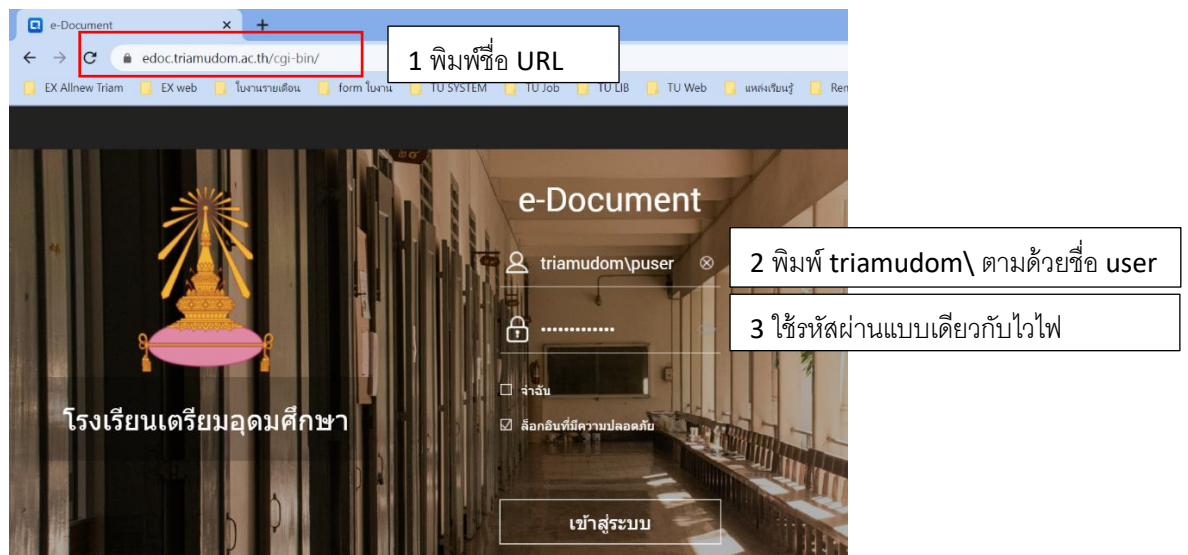 e-Document
edoc.triamudom.ac.th/cgi-bin/
1 พิมพ์ชื่อ URL
EX Allnew Triam EX web ใบงานรายเดือน form ใบงาน TU SYSTEM TU Job TU LIB TU Web แหล่งเรียนรู้ Ren
e-Document
triamudom\puser
2 พิมพ์ triamudom\ ตามด้วยชื่อ user
3 ใช้รหัสผ่านแบบเดียวกับไวไฟ
จำฉัน
ล็อกอินที่มีความปลอดภัย
โรงเรียนเตรียมอุดมศึกษา
เข้าสู่ระบบ